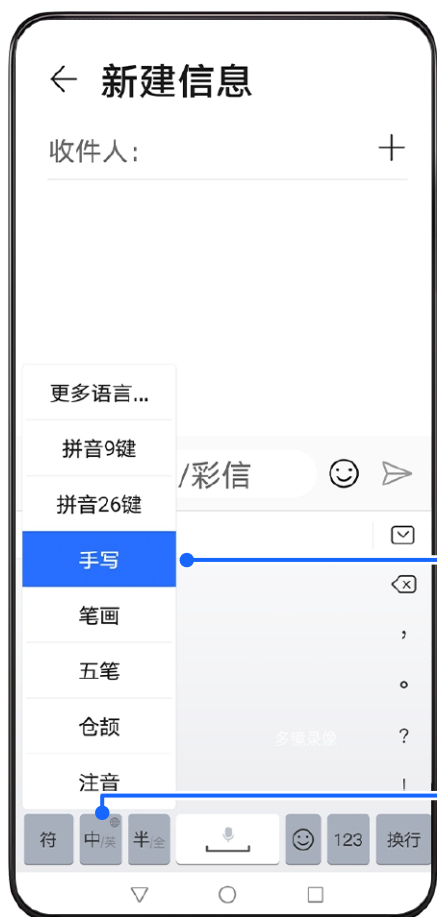 新建信息
收件人:
更多语言...
拼音9键
/彩信
拼音26键
手写
笔画
,
五笔
。
仓颉
?
注音
!
符 中/英 半/全 123 换行